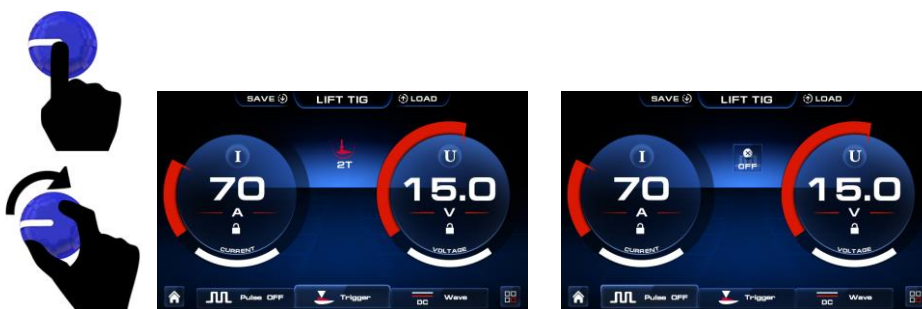 SAVE LIFT TIG LOAD
I U
2T
70 15.0
A V
CURRENT VOLTAGE
Pulse OFF Trigger DC Wave
SAVE LIFT TIG LOAD
I U
OFF
70 15.0
A V
CURRENT VOLTAGE
Pulse OFF Trigger DC Wave